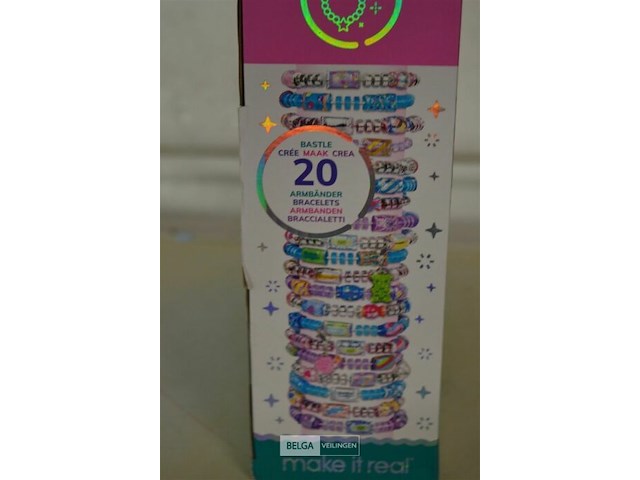 BASTLE
CRÉE MAAK CREA
20
ARMBÄNDER
BRACELETS
ARMBANDEN
BRACCIALETTI
BELGA VEILINGEN
make it real